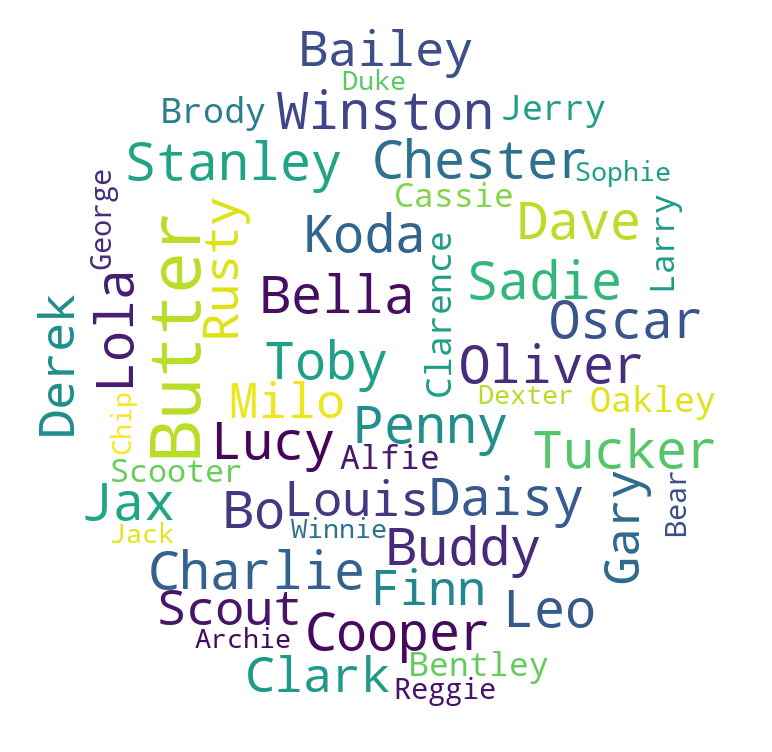 Bailey
Duke
Brody
Winston
Jerry
Stanley
Chester
Sophie
Cassie
George
Rusty
Koda
Dave
Larry
Butter
Lola
Bella
Clarence
Sadie
Derek
Oscar
Toby
Oliver
Milo
Dexter
Oakley
Chip
Lucy
Penny
Tucker
Alfie
Scooter
Jax
Bo
Louis
Daisy
Gary
Bear
Jack
Winnie
Buddy
Charlie
Finn
Scout
Leo
Archie
Cooper
Clark
Bentley
Reggie